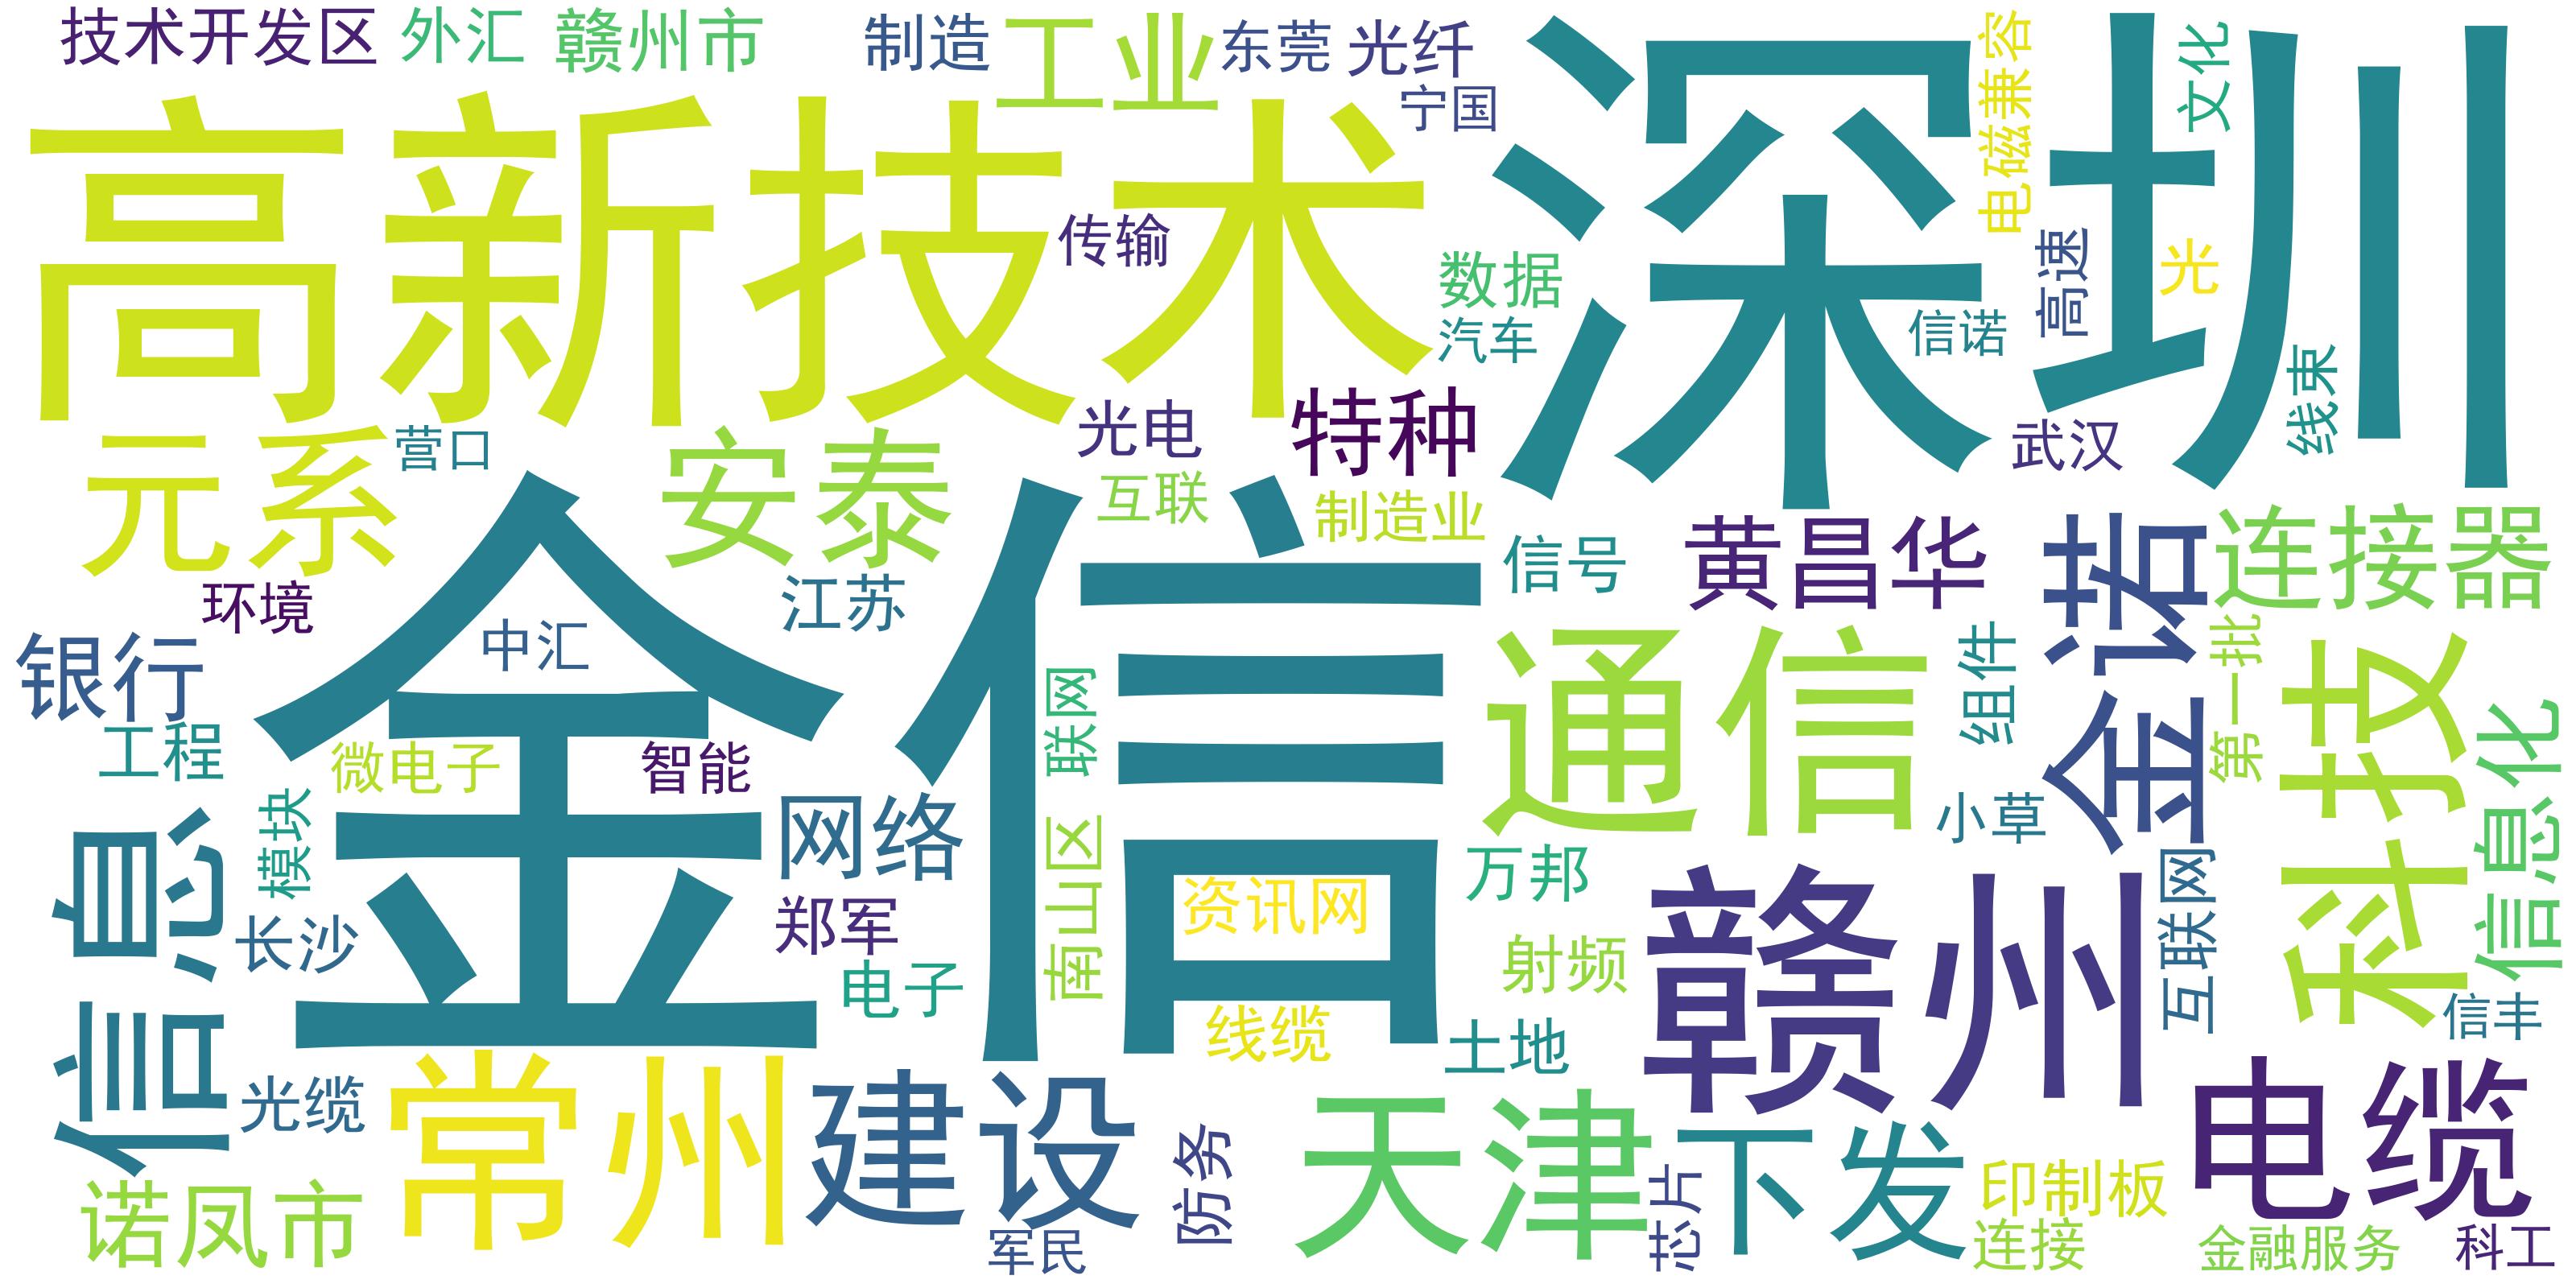 技术开发区
外汇
赣州市
制造
工业
东莞
光纤
宁国
深圳
电磁兼容
文化
高新技术
传输
数据
汽车
信诺
高速
光
线束
武汉
元系
营口
安泰
光电
特种
互联
制造业
金信
环境
江苏
中汇
信号
黄昌华
金诺
连接器
银行
工程
微电子
智能
联网
通信
组件
第一批
科技
信息化
信息
模块
长沙
网络
郑军
电子
南山区
资讯网
线缆
万邦
射频
土地
小草
赣州
互联网
信丰
光缆
常州
建设
诺凤市
军民
防务
天津
芯片
下发
印制板
连接
电缆
金融服务
科工